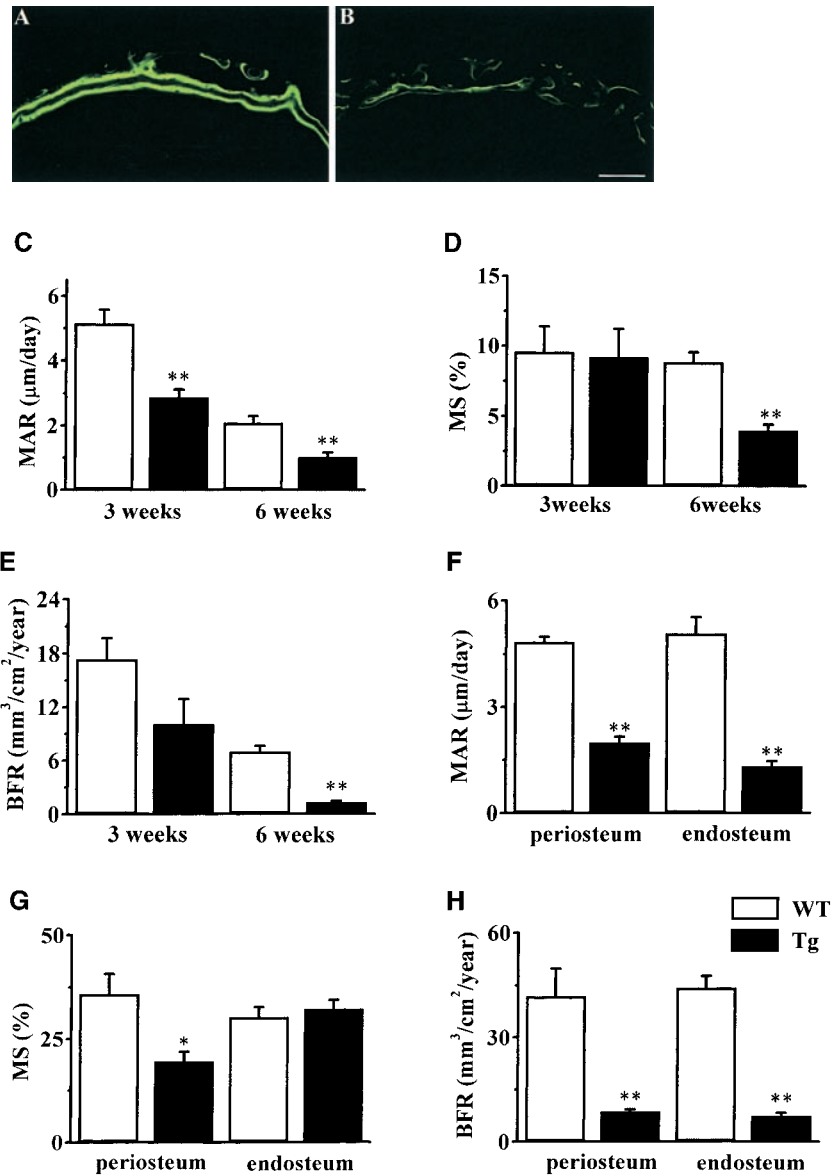 A B
C
MAR (μm/day)
6
4
2
0
**
**
3 weeks 6 weeks
D
MS (%)
15
10
5
0
**
3weeks 6weeks
E
BFR (mm³/cm²/year)
24
18
12
6
0
**
3 weeks 6 weeks
F
MAR (μm/day)
6
3
0
**
**
periosteum endosteum
G
MS (%)
50
25
0
*
periosteum endosteum
H
WT
Tg
BFR (mm³/cm²/year)
60
30
0
**
**
periosteum endosteum